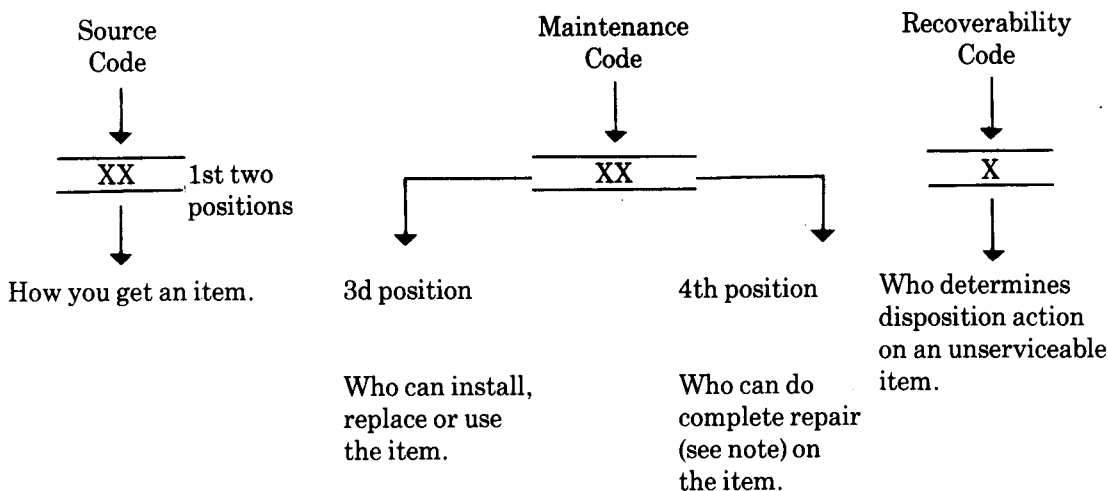 Source
Code
XX
1st two
positions
How you get an item.
Maintenance
Code
XX
3d position
Who can install,
replace or use
the item.
4th position
Who can do
complete repair
(see note) on
the item.
Recoverability
Code
X
Who determines
disposition action
on an unserviceable
item.